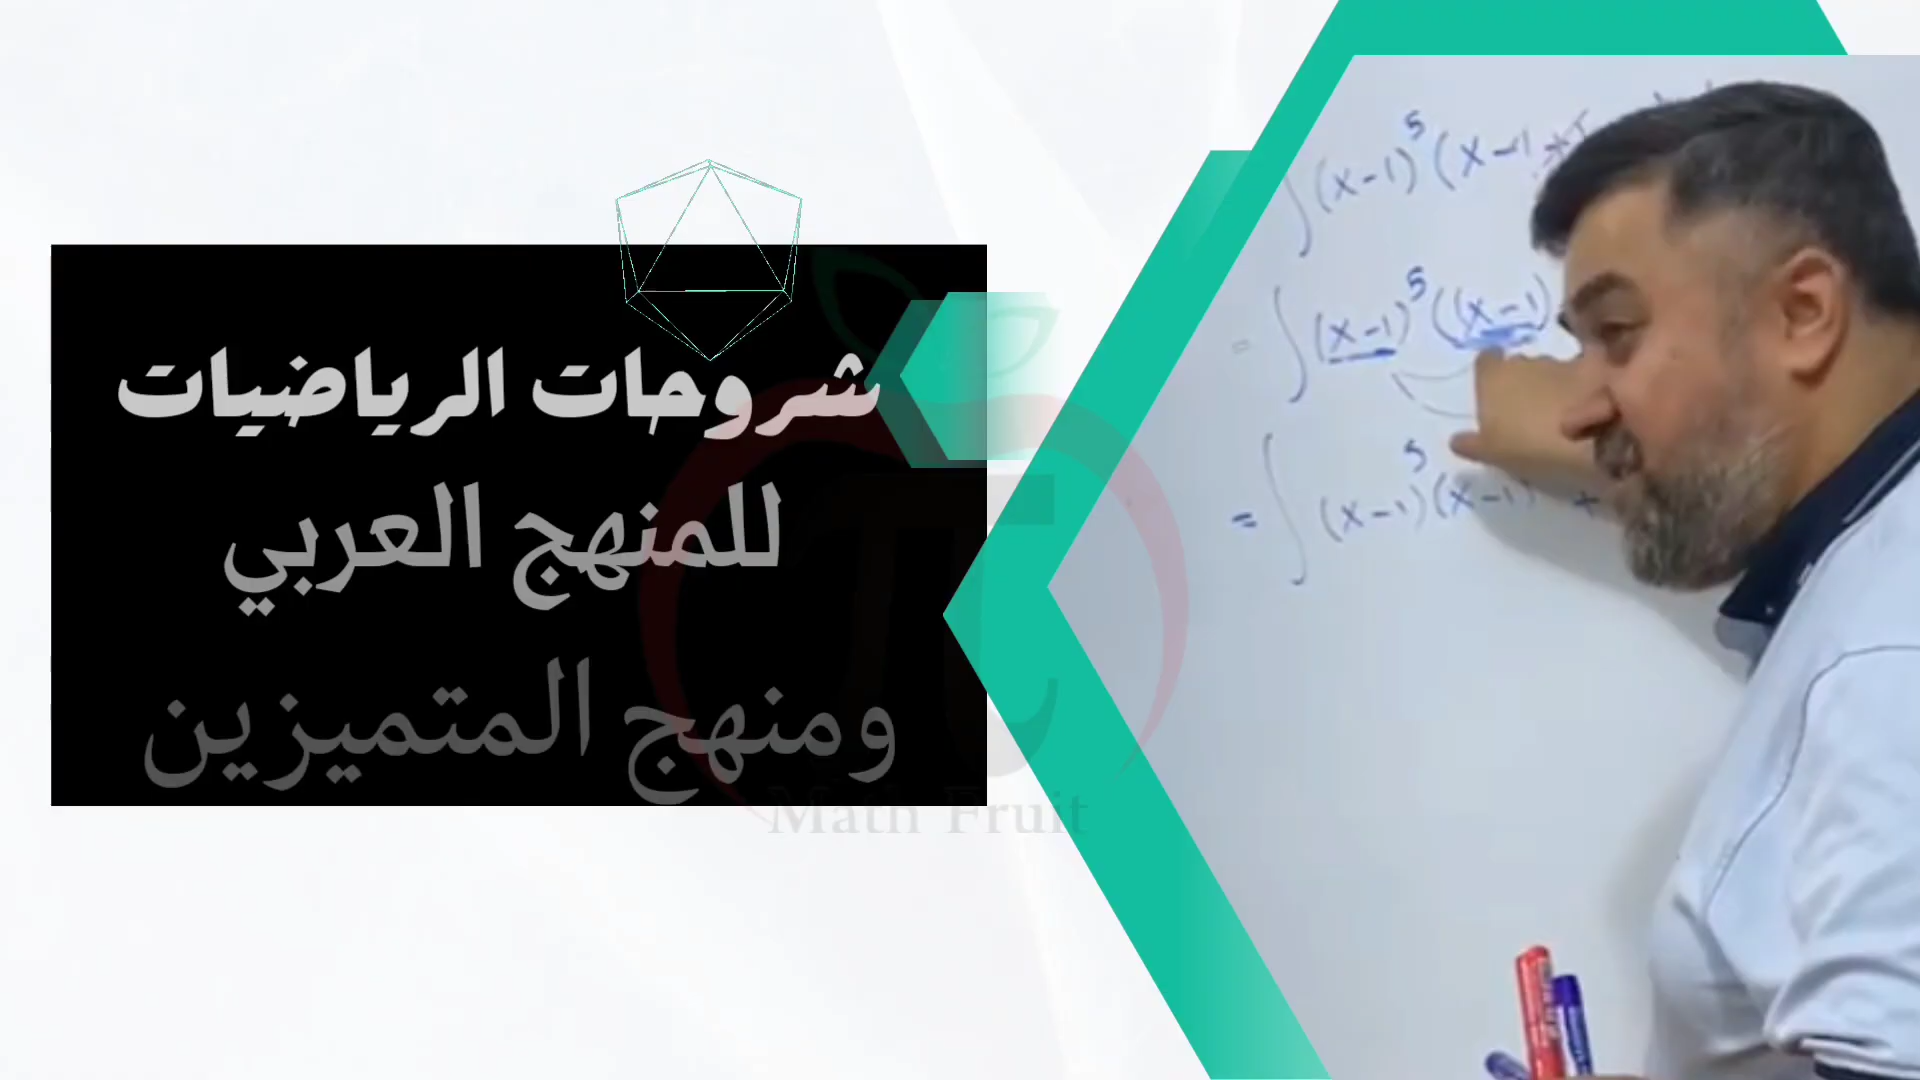 شروحات الرياضيات
للمنهج العربي
ومنهج المتميزين
Math Fruit
∫(x-1)⁵(x-1+
= ∫(x-1)⁵((x-1)
= ∫(x-1)⁵(x-1) +